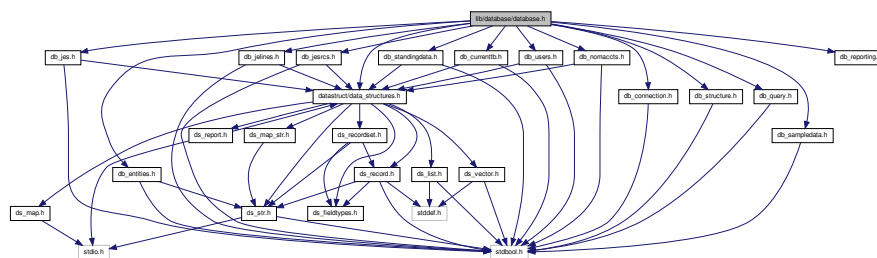 lib/database/database.h
db_jes.h
db_jelines.h
db_jesrcs.h
db_standingdata.h
db_currenttb.h
db_users.h
db_nomaccts.h
db_reporting.
datastruct/data_structures.h
db_connection.h
db_structure.h
db_query.h
ds_report.h
ds_map_str.h
ds_recordset.h
db_sampledata.h
db_entities.h
ds_record.h
ds_list.h
ds_vector.h
ds_map.h
ds_str.h
ds_fieldtypes.h
stddef.h
stdio.h
stdbool.h